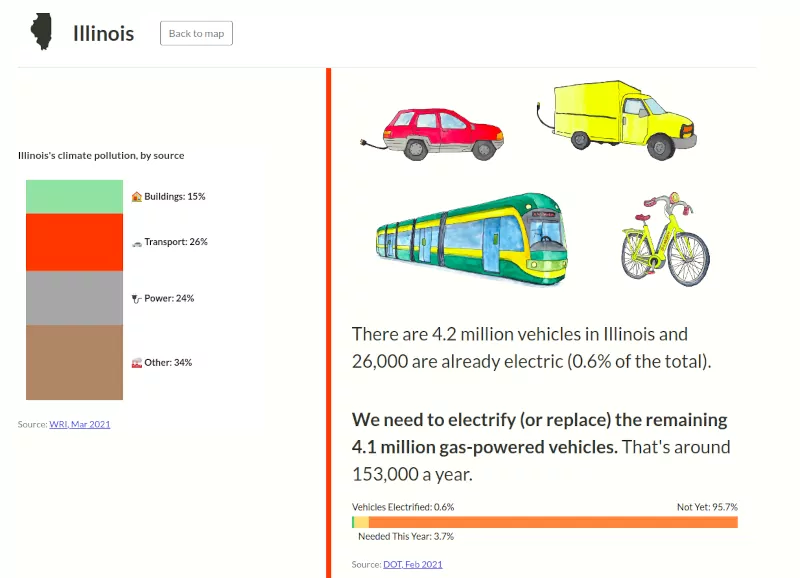 Illinois
Back to map
Illinois's climate pollution, by source
Buildings: 15%
Transport: 26%
Power: 24%
Other: 34%
Source: WRI, Mar 2021
There are 4.2 million vehicles in Illinois and
26,000 are already electric (0.6% of the total).
We need to electrify (or replace) the remaining
4.1 million gas-powered vehicles. That's around
153,000 a year.
Vehicles Electrified: 0.6%
Not Yet: 95.7%
Needed This Year: 3.7%
Source: DOT, Feb 2021